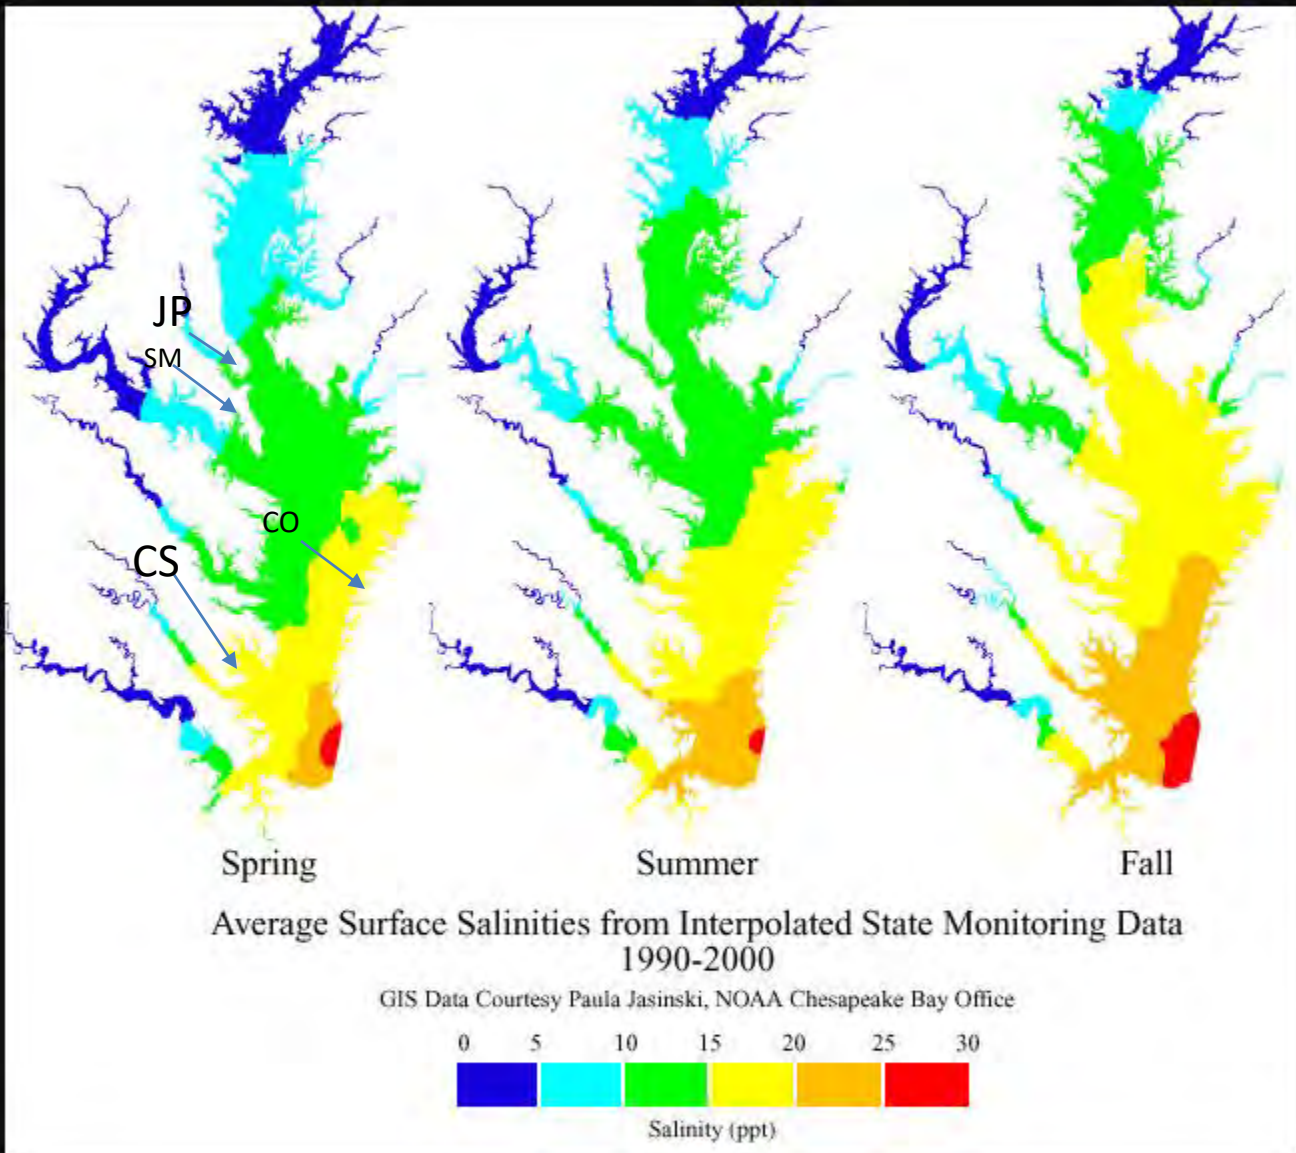 JP
SM
CO
CS
Spring Summer Fall
Average Surface Salinities from Interpolated State Monitoring Data
1990-2000
GIS Data Courtesy Paula Jasinski, NOAA Chesapeake Bay Office
0 5 10 15 20 25 30
Salinity (ppt)